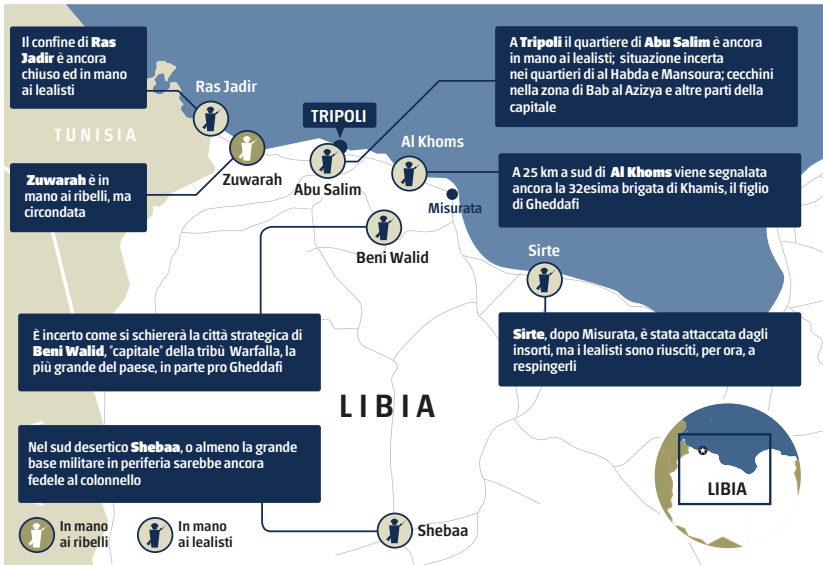 Il confine di Ras
Jadir è ancora
chiuso ed in mano
ai lealisti
A Tripoli il quartiere di Abu Salim è ancora
in mano ai lealisti; situazione incerta
nei quartieri di al Habda e Mansoura; cecchini
nella zona di Bab al Azizya e altre parti della
capitale
Ras Jadir
TUNISIA
TRIPOLI
Al Khoms
Zuwarah
Abu Salim
Zuwarah è in
mano ai ribelli, ma
circondata
A 25 km a sud di Al Khoms viene segnalata
ancora la 32esima brigata di Khamis, il figlio
di Gheddafi
Misurata
Beni Walid
Sirte
È incerto come si schiererà la città strategica di
Beni Walid, "capitale" della tribù Warfalla, la
più grande del paese, in parte pro Gheddafi
Sirte, dopo Misurata, è stata attaccata dagli
insorti, ma i lealisti sono riusciti, per ora, a
respingerli
LIBIA
Nel sud desertico Shebaa, o almeno la grande
base militare in periferia sarebbe ancora
fedele al colonnello
LIBIA
In mano
ai ribelli
In mano
ai lealisti
Shebaa